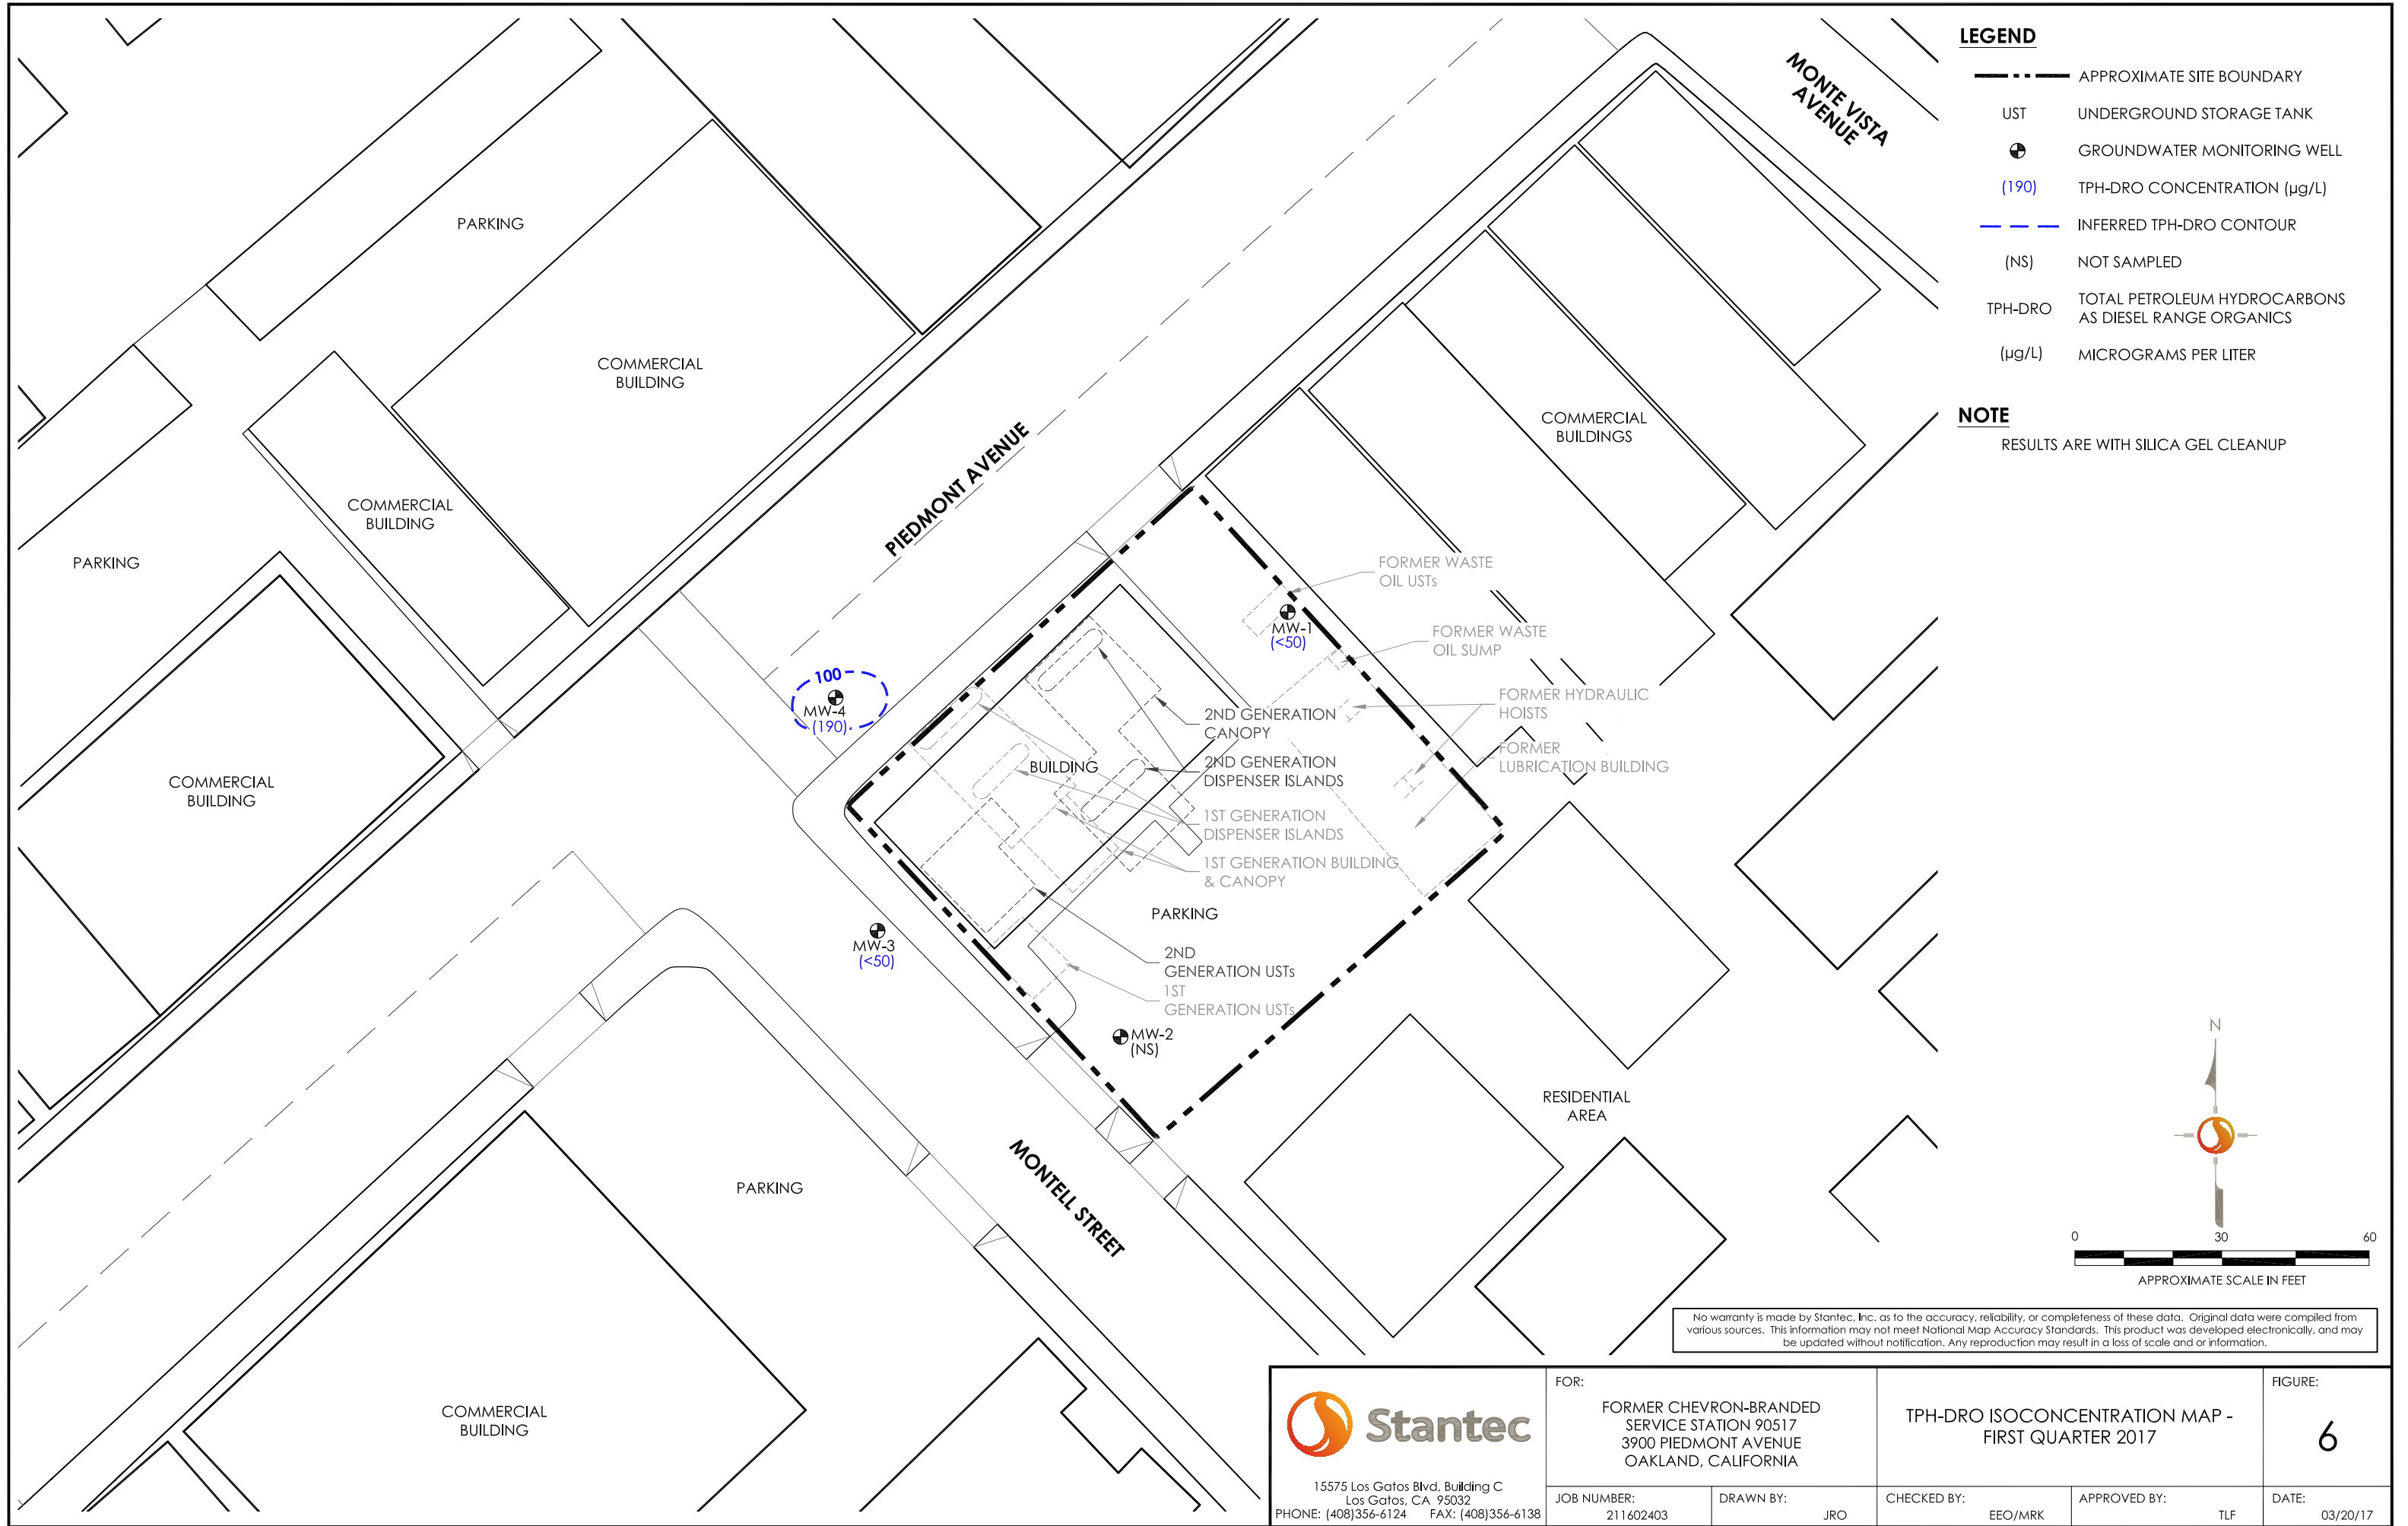 LEGEND
APPROXIMATE SITE BOUNDARY
UST UNDERGROUND STORAGE TANK
GROUNDWATER MONITORING WELL
(190) TPH-DRO CONCENTRATION (µg/L)
INFERRED TPH-DRO CONTOUR
(NS) NOT SAMPLED
TPH-DRO TOTAL PETROLEUM HYDROCARBONS
AS DIESEL RANGE ORGANICS
(µg/L) MICROGRAMS PER LITER
NOTE
RESULTS ARE WITH SILICA GEL CLEANUP
MONTE VISTA
AVENUE
PARKING
COMMERCIAL
BUILDING
COMMERCIAL
BUILDINGS
PIEDMONT AVENUE
COMMERCIAL
BUILDING
PARKING
FORMER WASTE
OIL USTs
MW-1
(<50)
FORMER WASTE
OIL SUMP
100
MW-4
(190)
FORMER HYDRAULIC
HOISTS
2ND GENERATION
CANOPY
FORMER
LUBRICATION BUILDING
BUILDING
2ND GENERATION
DISPENSER ISLANDS
COMMERCIAL
BUILDING
1ST GENERATION
DISPENSER ISLANDS
1ST GENERATION BUILDING
& CANOPY
PARKING
MW-3
(<50)
2ND
GENERATION USTs
1ST
GENERATION USTs
MW-2
(NS)
RESIDENTIAL
AREA
PARKING
MONTELL STREET
COMMERCIAL
BUILDING
N
0 30 60
APPROXIMATE SCALE IN FEET
No warranty is made by Stantec, Inc. as to the accuracy, reliability, or completeness of these data. Original data were compiled from
various sources. This information may not meet National Map Accuracy Standards. This product was developed electronically, and may
be updated without notification. Any reproduction may result in a loss of scale and or information.
Stantec
15575 Los Gatos Blvd, Building C
Los Gatos, CA 95032
PHONE: (408)356-6124 FAX: (408)356-6138
FOR:
FORMER CHEVRON-BRANDED
SERVICE STATION 90517
3900 PIEDMONT AVENUE
OAKLAND, CALIFORNIA
TPH-DRO ISOCONCENTRATION MAP -
FIRST QUARTER 2017
FIGURE:
6
JOB NUMBER:
211602403
DRAWN BY:
JRO
CHECKED BY:
EEO/MRK
APPROVED BY:
TLF
DATE:
03/20/17